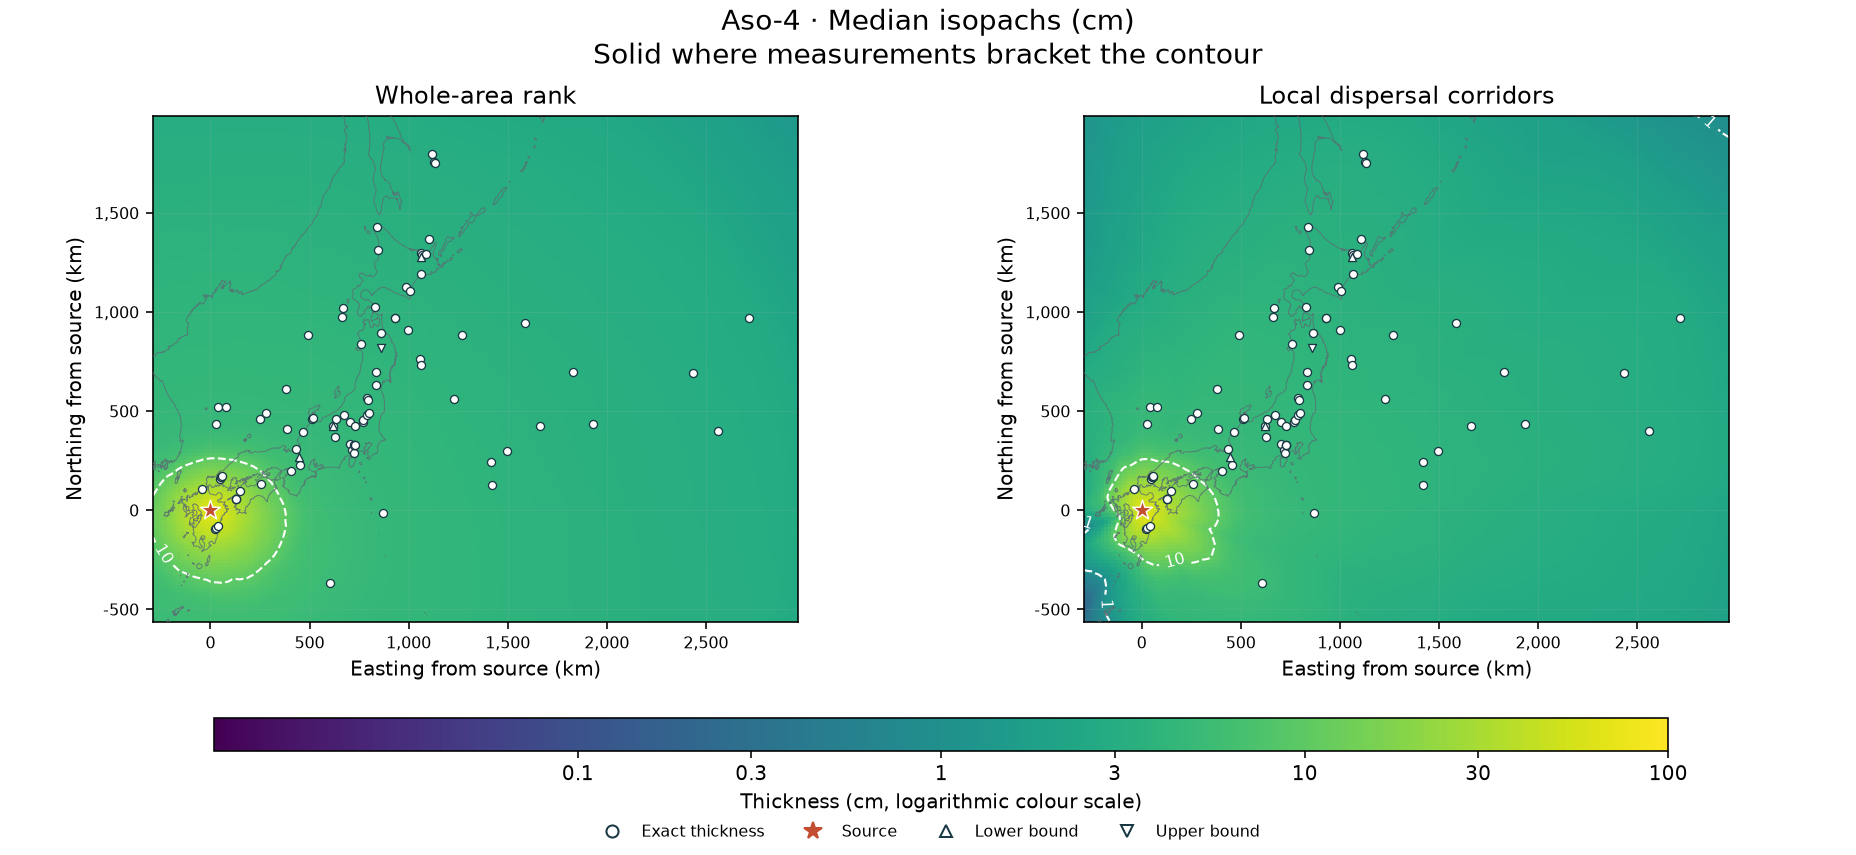 Aso-4 · Median isopachs (cm)
Solid where measurements bracket the contour
Whole-area rank
Local dispersal corridors
Northing from source (km)
1,500
1,000
500
0
-500
10
0
500
1,000
1,500
2,000
2,500
Easting from source (km)
Northing from source (km)
1,500
1,000
500
0
-500
1
1
10
1
0
500
1,000
1,500
2,000
2,500
Easting from source (km)
0.1
0.3
1
3
10
30
100
Thickness (cm, logarithmic colour scale)
Exact thickness
Source
Lower bound
Upper bound